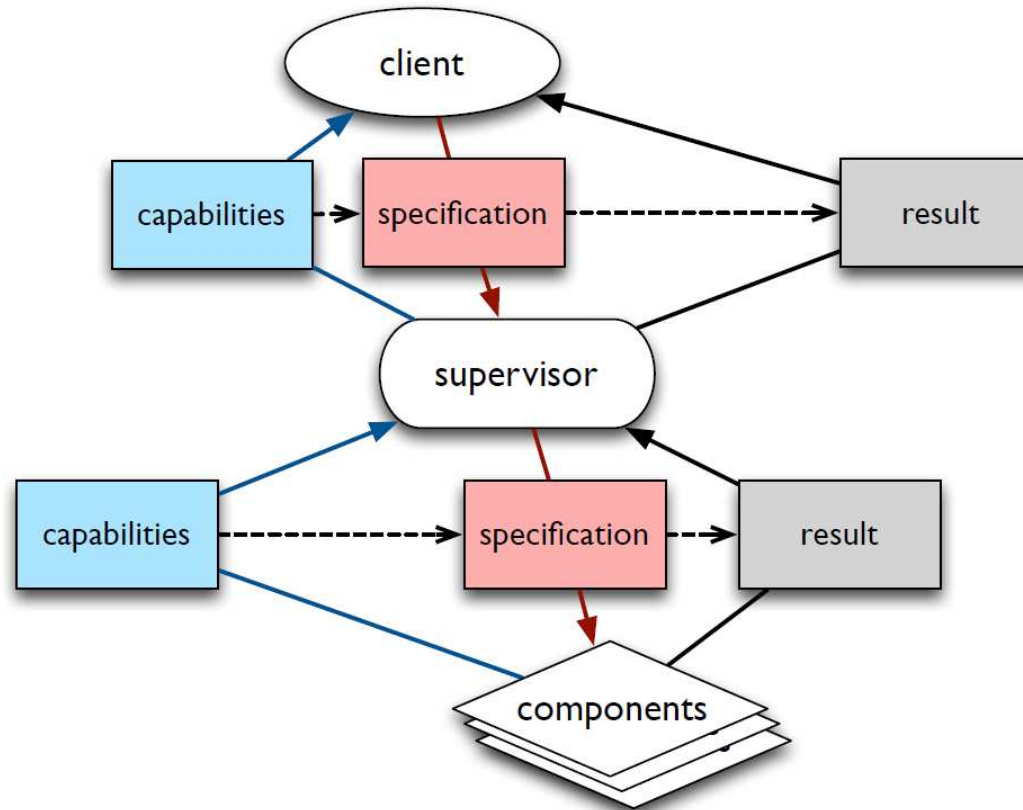 client
capabilities
specification
result
supervisor
capabilities
specification
result
components